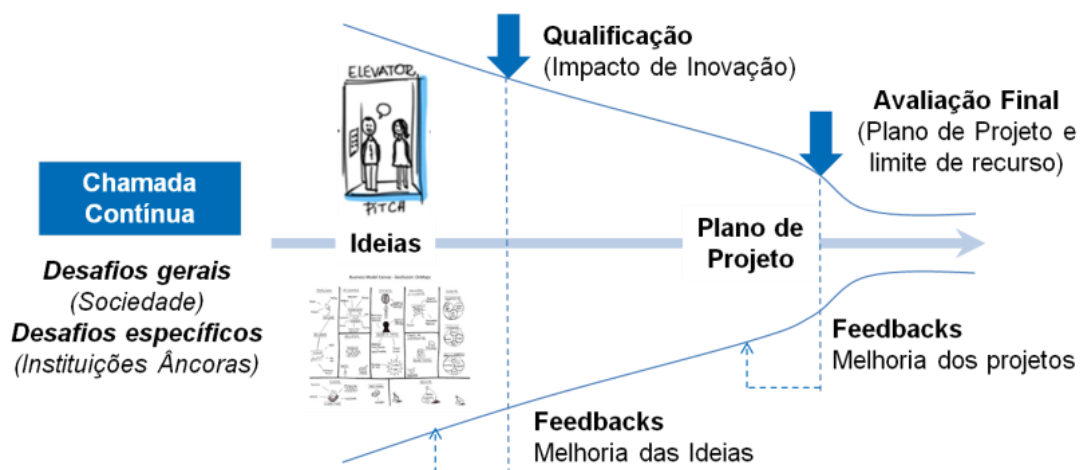 Chamada
Contínua
Desafios gerais
(Sociedade)
Desafios específicos
(Instituições Âncoras)
ELEVATOR
PITCH
Ideias
Qualificação
(Impacto de Inovação)
Avaliação Final
(Plano de Projeto e
limite de recurso)
Plano de
Projeto
Feedbacks
Melhoria dos projetos
Feedbacks
Melhoria das Ideias